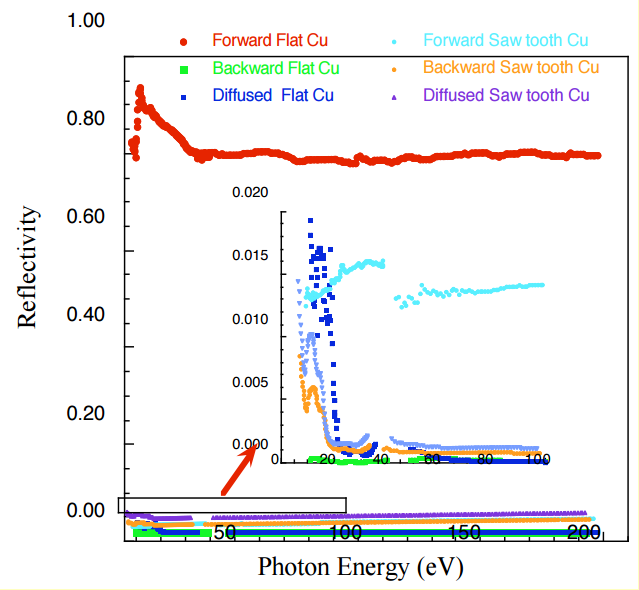 1.00
Forward Flat Cu
Forward Saw tooth Cu
Backward Flat Cu
Backward Saw tooth Cu
Diffused Flat Cu
Diffused Saw tooth Cu
0.80
0.60
0.40
0.20
0.00
Reflectivity
0.020
0.015
0.010
0.005
0.000
0 20 40 60 80 100
50 100 150 200
Photon Energy (eV)